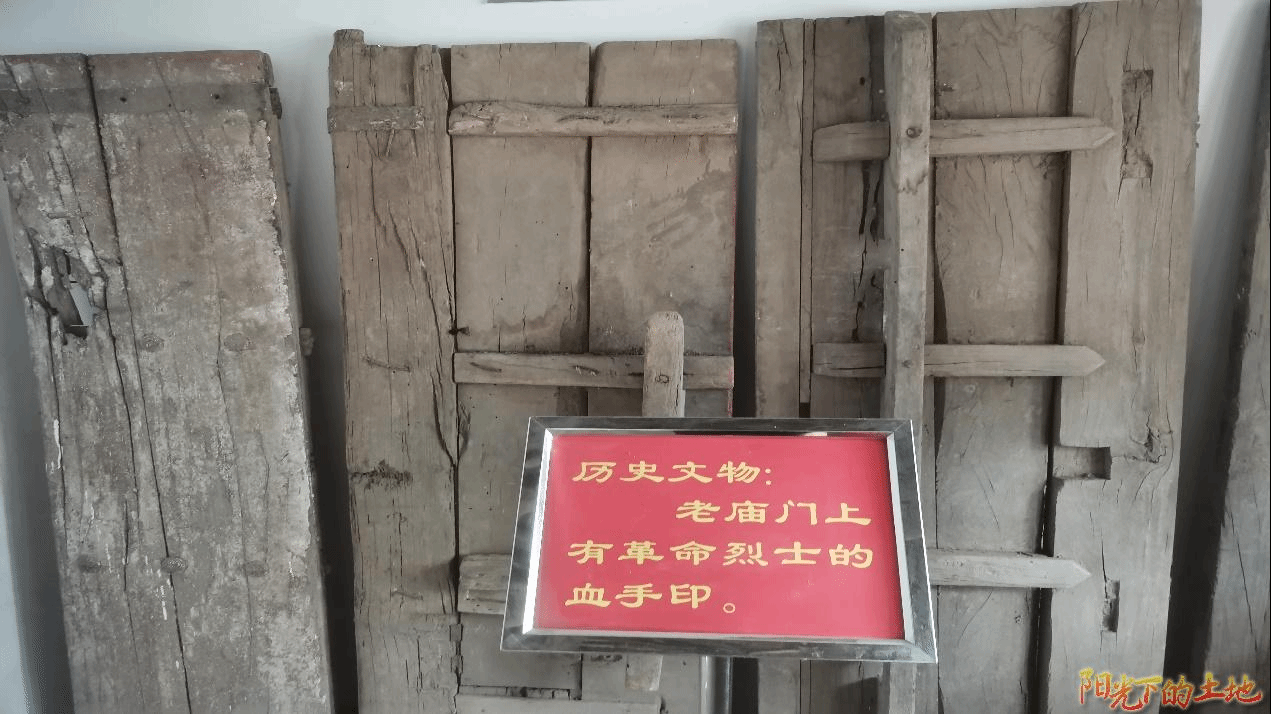 历史文物：
老庙门上
有革命烈士的
血手印。
阳光下的土地